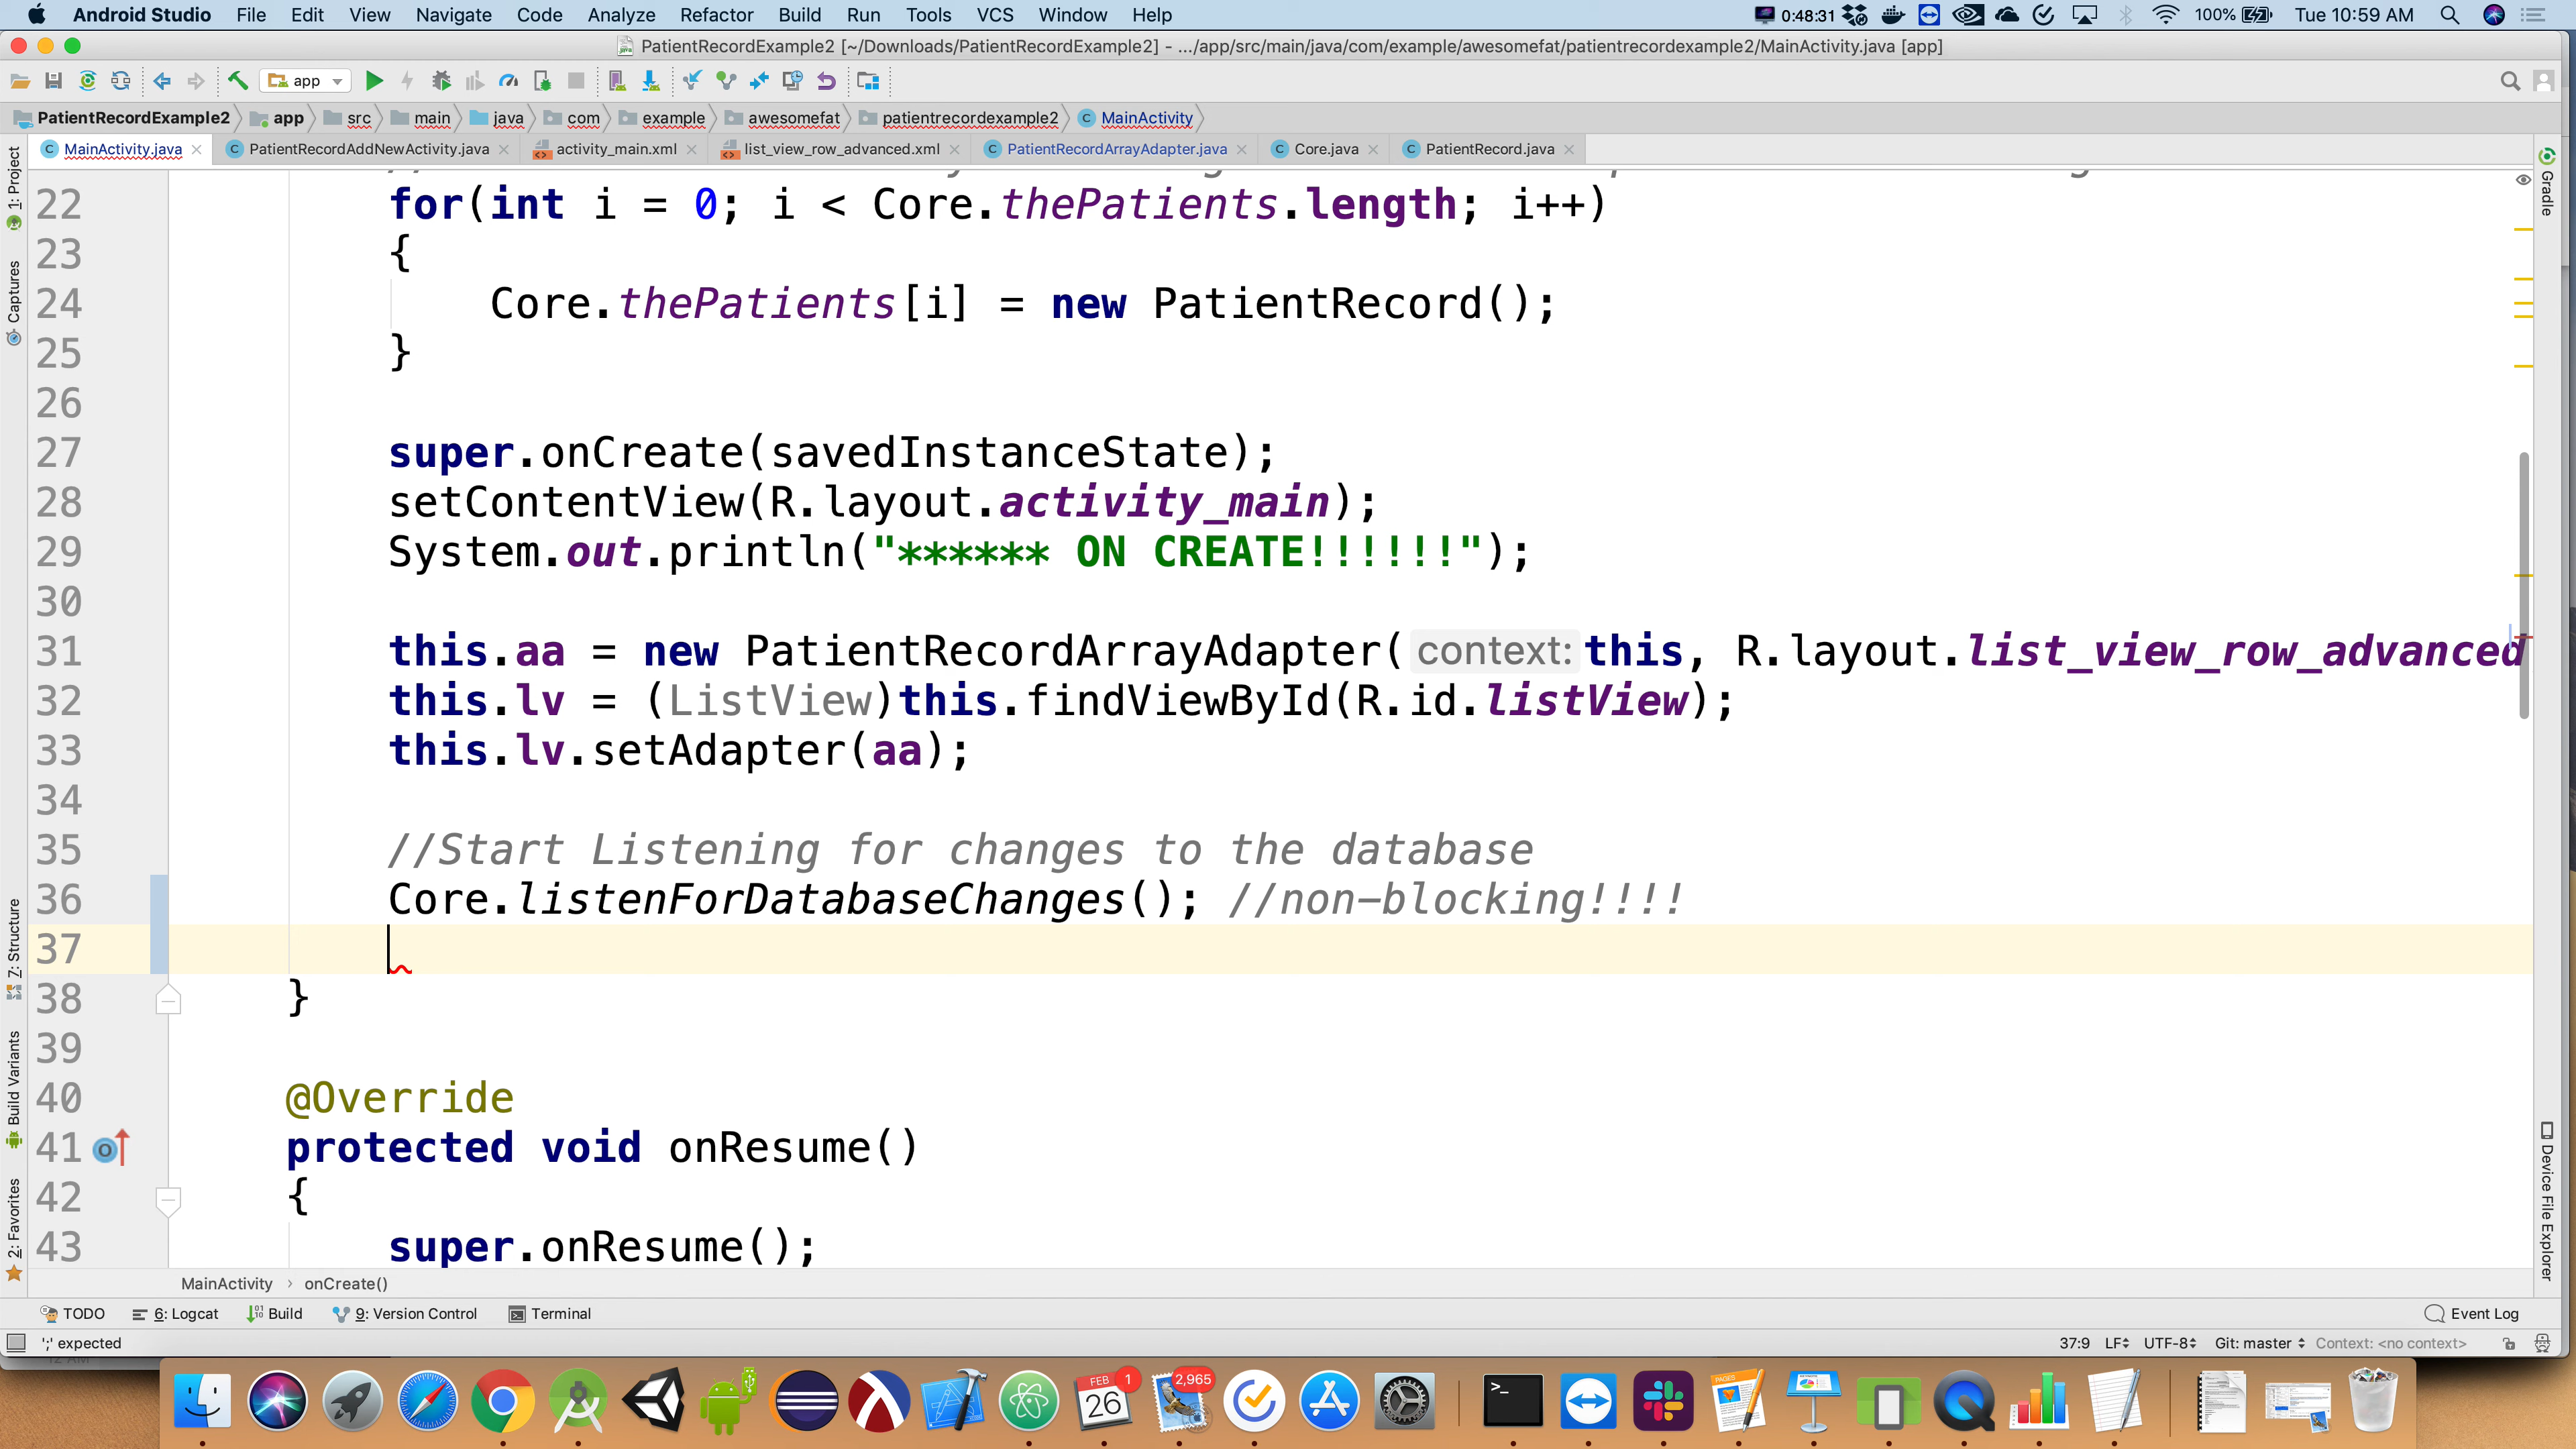 Android Studio File Edit View Navigate Code Analyze Refactor Build Run Tools VCS Window Help 0:48:31 100% Tue 10:59 AM
PatientRecordExample2 [~/Downloads/PatientRecordExample2] - .../app/src/main/java/com/example/awesomefat/patientrecordexample2/MainActivity.java [app]
app
PatientRecordExample2 app src main java com example awesomefat patientrecordexample2 MainActivity
MainActivity.java PatientRecordAddNewActivity.java activity_main.xml list_view_row_advanced.xml PatientRecordArrayAdapter.java Core.java PatientRecord.java
1: Project
Captures
7: Structure
Build Variants
2: Favorites
Gradle
Device File Explorer
22 for(int i = 0; i < Core.thePatients.length; i++)
23 {
24 Core.thePatients[i] = new PatientRecord();
25 }
26
27 super.onCreate(savedInstanceState);
28 setContentView(R.layout.activity_main);
29 System.out.println("****** ON CREATE!!!!!!");
30
31 this.aa = new PatientRecordArrayAdapter( context: this, R.layout.list_view_row_advanced
32 this.lv = (ListView)this.findViewById(R.id.listView);
33 this.lv.setAdapter(aa);
34
35 //Start Listening for changes to the database
36 Core.listenForDatabaseChanges(); //non-blocking!!!!
37
38 }
39
40 @Override
41 protected void onResume()
42 {
43 super.onResume();
MainActivity › onCreate()
TODO 6: Logcat Build 9: Version Control Terminal Event Log
';' expected 37:9 LF UTF-8 Git: master Context: <no context>
12 AM
FEB 26 1 2,965 PAGES